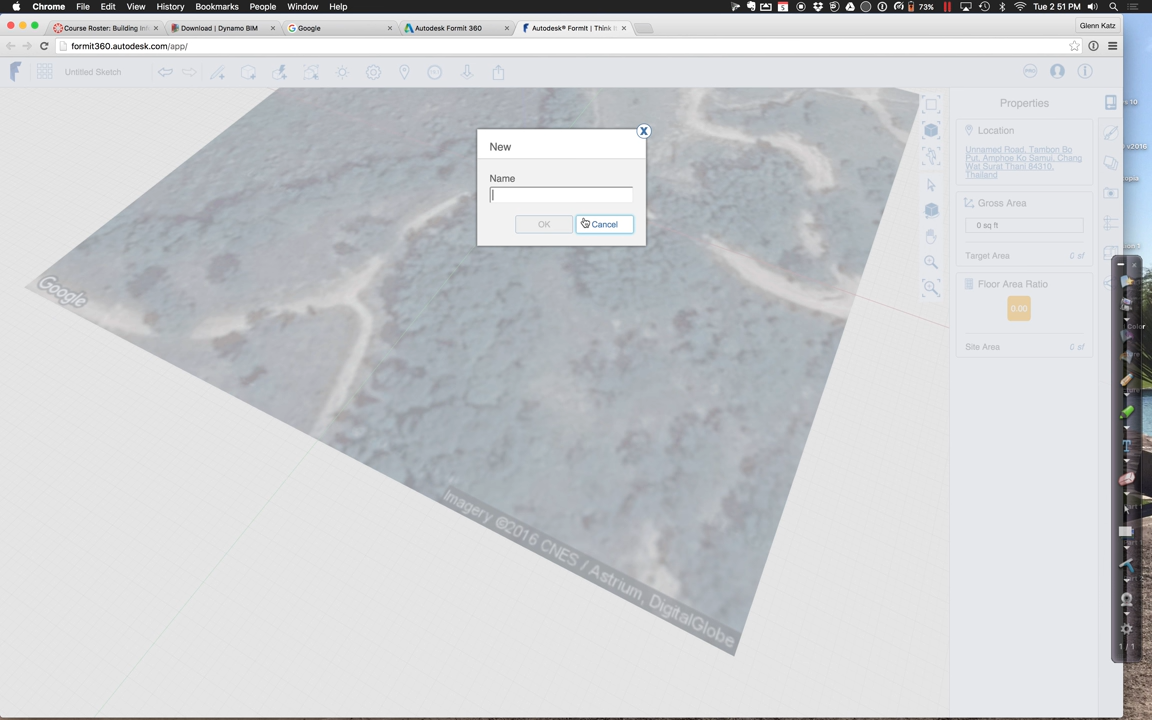 Chrome File Edit View History Bookmarks People Window Help
73% Tue 2 51 PM
Course Roster: Building Int
Download | Dynamo BIM
Google
Autodesk Formit 360
Autodesk® Formit | Think
Glenn Katz
formit360.autodesk.com/app/
Untitled Sketch
Properties
Location
Unnamed Road, Tambon Bo
Put, Amphoe Ko Samui, Chang
Wat Surat Thani 84310,
Thailand
Gross Area
0 sq ft
Target Area 0 sf
Floor Area Ratio
0.00
Site Area 0 sf
New
Name
OK
Cancel
Google
Imagery ©2016 CNES / Astrium, DigitalGlobe
1 / 1